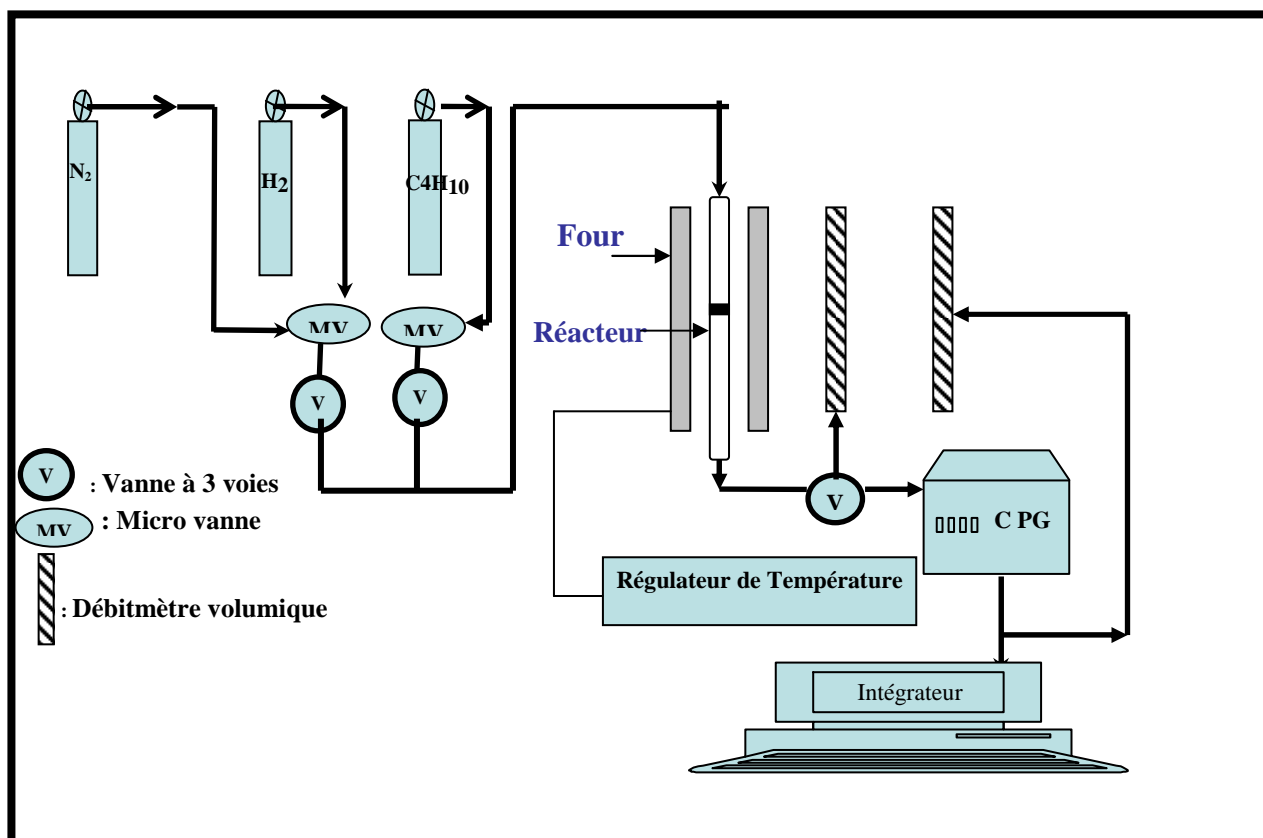 N₂
H2
C4H10
Four
Réacteur
MV
MV
V
V
V
: Vanne à 3 voies
MV
: Micro vanne
: Débitmètre volumique
V
C PG
Régulateur de Température
Intégrateur